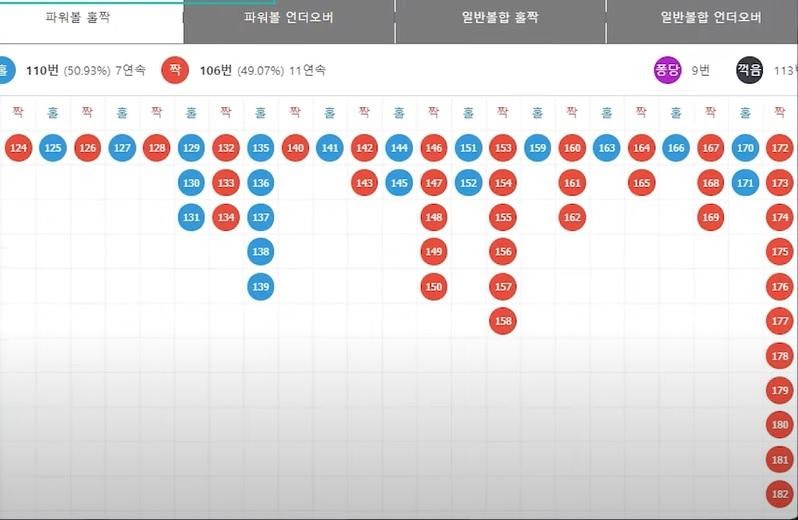 파워볼 홀짝 파워볼 언더오버 일반볼합 홀짝 일반볼합 언더오버
홀 110번 (50.93%) 7연속 짝 106번 (49.07%) 11연속 퐁당 9번 꺽음 113
짝 홀 짝 홀 짝 홀 짝 홀 짝 홀 짝 홀 짝 홀 짝 홀 짝 홀 짝 홀 짝 홀 짝
124 125 126 127 128 129 132 135 140 141 142 144 146 151 153 159 160 163 164 166 167 170 172
130 133 136 143 145 147 152 154 161 165 168 171 173
131 134 137 148 155 162 169 174
138 149 156 175
139 150 157 176
158 177
178
179
180
181
182